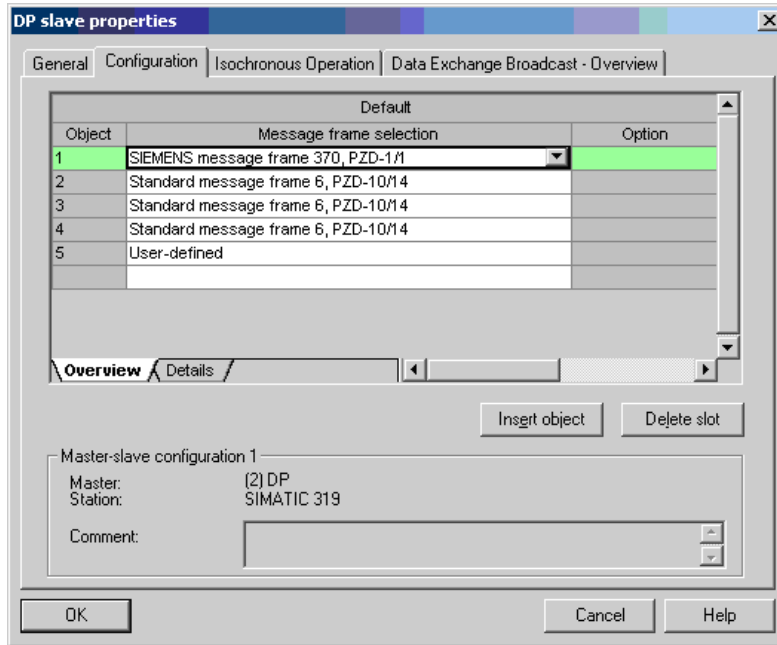 DP slave properties
General Configuration Isochronous Operation Data Exchange Broadcast - Overview
Default
Object Message frame selection Option
1 SIEMENS message frame 370, PZD-1/1
2 Standard message frame 6, PZD-10/14
3 Standard message frame 6, PZD-10/14
4 Standard message frame 6, PZD-10/14
5 User-defined
Overview Details
Insert object Delete slot
Master-slave configuration 1
Master: (2) DP
Station: SIMATIC 319
Comment:
OK Cancel Help